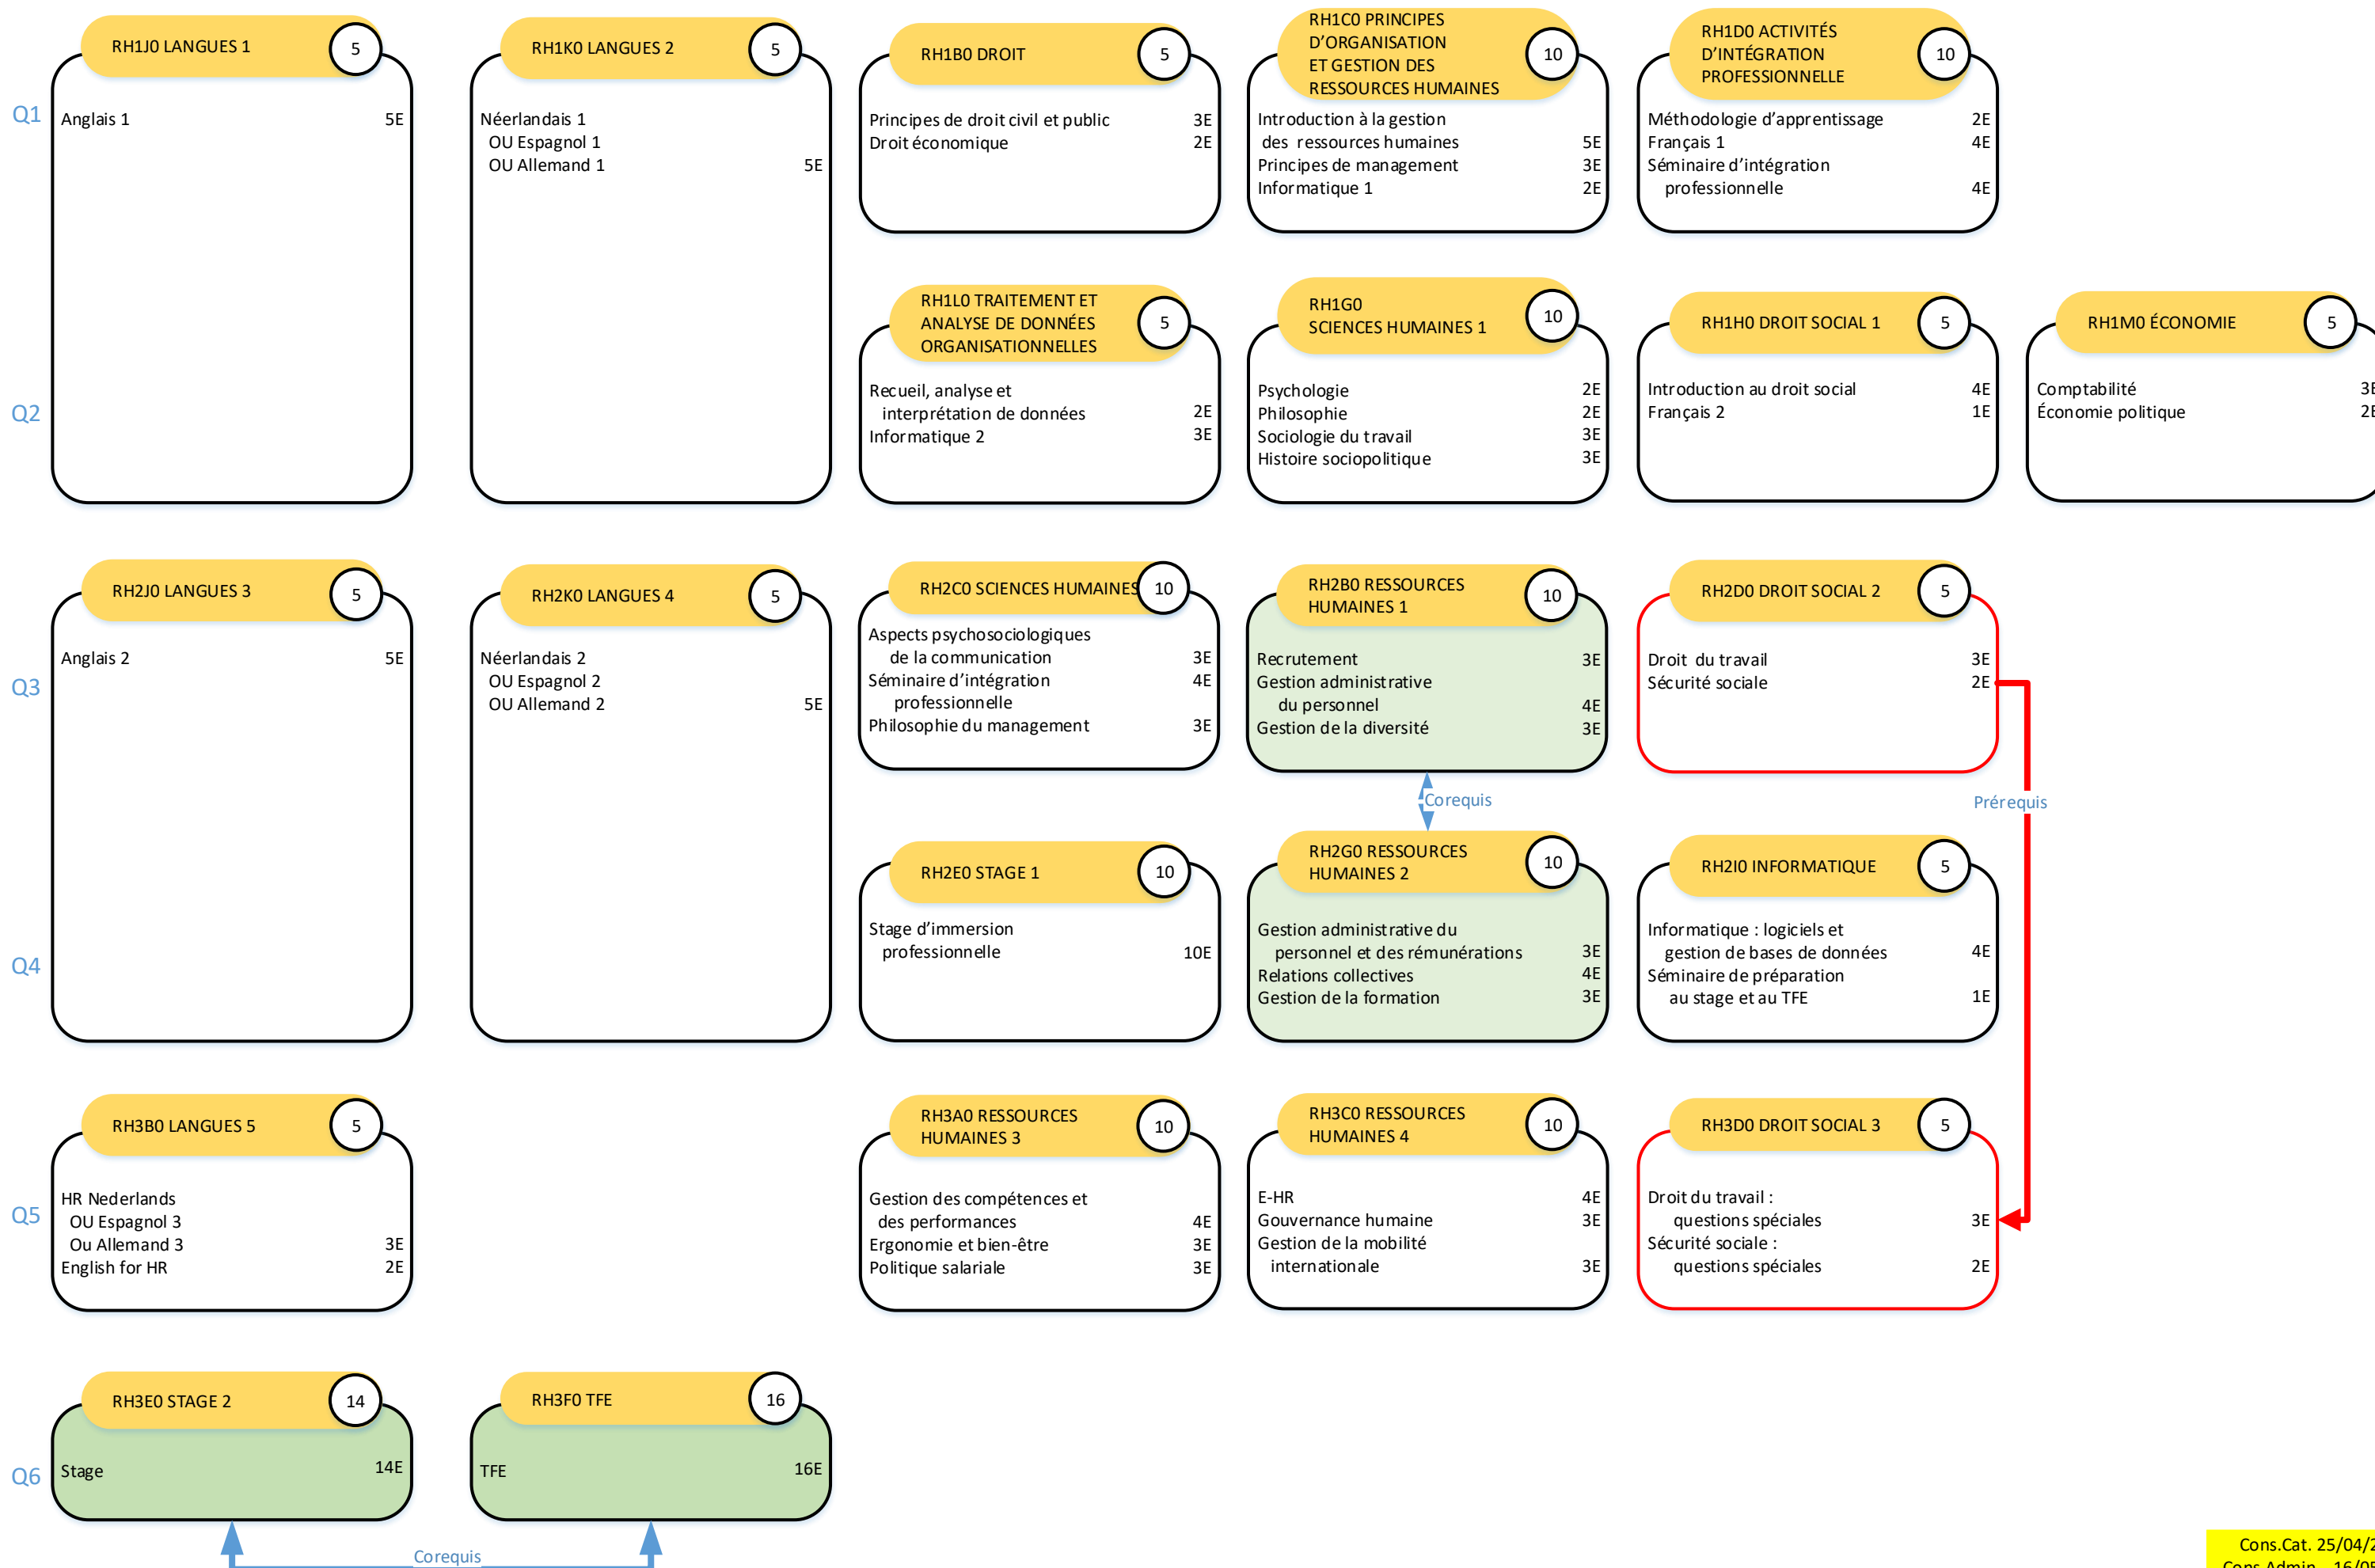 RH1J0 LANGUES 1
5
Anglais 1 5E
RH1K0 LANGUES 2
5
Néerlandais 1
OU Espagnol 1
OU Allemand 1 5E
RH1B0 DROIT
5
Principes de droit civil et public 3E
Droit économique 2E
RH1C0 PRINCIPES
D'ORGANISATION
ET GESTION DES
RESSOURCES HUMAINES
10
Introduction à la gestion
des ressources humaines 5E
Principes de management 3E
Informatique 1 2E
RH1D0 ACTIVITÉS
D'INTÉGRATION
PROFESSIONNELLE
10
Méthodologie d'apprentissage 2E
Français 1 4E
Séminaire d'intégration
professionnelle 4E
Q1
RH1L0 TRAITEMENT ET
ANALYSE DE DONNÉES
ORGANISATIONNELLES
5
Recueil, analyse et
interprétation de données 2E
Informatique 2 3E
RH1G0
SCIENCES HUMAINES 1
10
Psychologie 2E
Philosophie 2E
Sociologie du travail 3E
Histoire sociopolitique 3E
RH1H0 DROIT SOCIAL 1
5
Introduction au droit social 4E
Français 2 1E
RH1M0 ÉCONOMIE
5
Comptabilité 3E
Économie politique 2E
Q2
RH2J0 LANGUES 3
5
Anglais 2 5E
RH2K0 LANGUES 4
5
Néerlandais 2
OU Espagnol 2
OU Allemand 2 5E
RH2C0 SCIENCES HUMAINES
10
Aspects psychosociologiques
de la communication 3E
Séminaire d'intégration 4E
professionnelle
Philosophie du management 3E
RH2B0 RESSOURCES
HUMAINES 1
10
Recrutement 3E
Gestion administrative
du personnel 4E
Gestion de la diversité 3E
RH2D0 DROIT SOCIAL 2
5
Droit du travail 3E
Sécurité sociale 2E
Q3
Corequis
Prérequis
RH2E0 STAGE 1
10
Stage d'immersion
professionnelle 10E
RH2G0 RESSOURCES
HUMAINES 2
10
Gestion administrative du
personnel et des rémunérations 3E
Relations collectives 4E
Gestion de la formation 3E
RH2I0 INFORMATIQUE
5
Informatique : logiciels et
gestion de bases de données 4E
Séminaire de préparation
au stage et au TFE 1E
Q4
RH3B0 LANGUES 5
5
HR Nederlands
OU Espagnol 3
Ou Allemand 3 3E
English for HR 2E
RH3A0 RESSOURCES
HUMAINES 3
10
Gestion des compétences et
des performances 4E
Ergonomie et bien-être 3E
Politique salariale 3E
RH3C0 RESSOURCES
HUMAINES 4
10
E-HR 4E
Gouvernance humaine 3E
Gestion de la mobilité
internationale 3E
RH3D0 DROIT SOCIAL 3
5
Droit du travail :
questions spéciales 3E
Sécurité sociale :
questions spéciales 2E
Q5
RH3E0 STAGE 2
14
Stage 14E
RH3F0 TFE
16
TFE 16E
Q6
Corequis
Cons.Cat. 25/04/
Cons.Admin. 16/